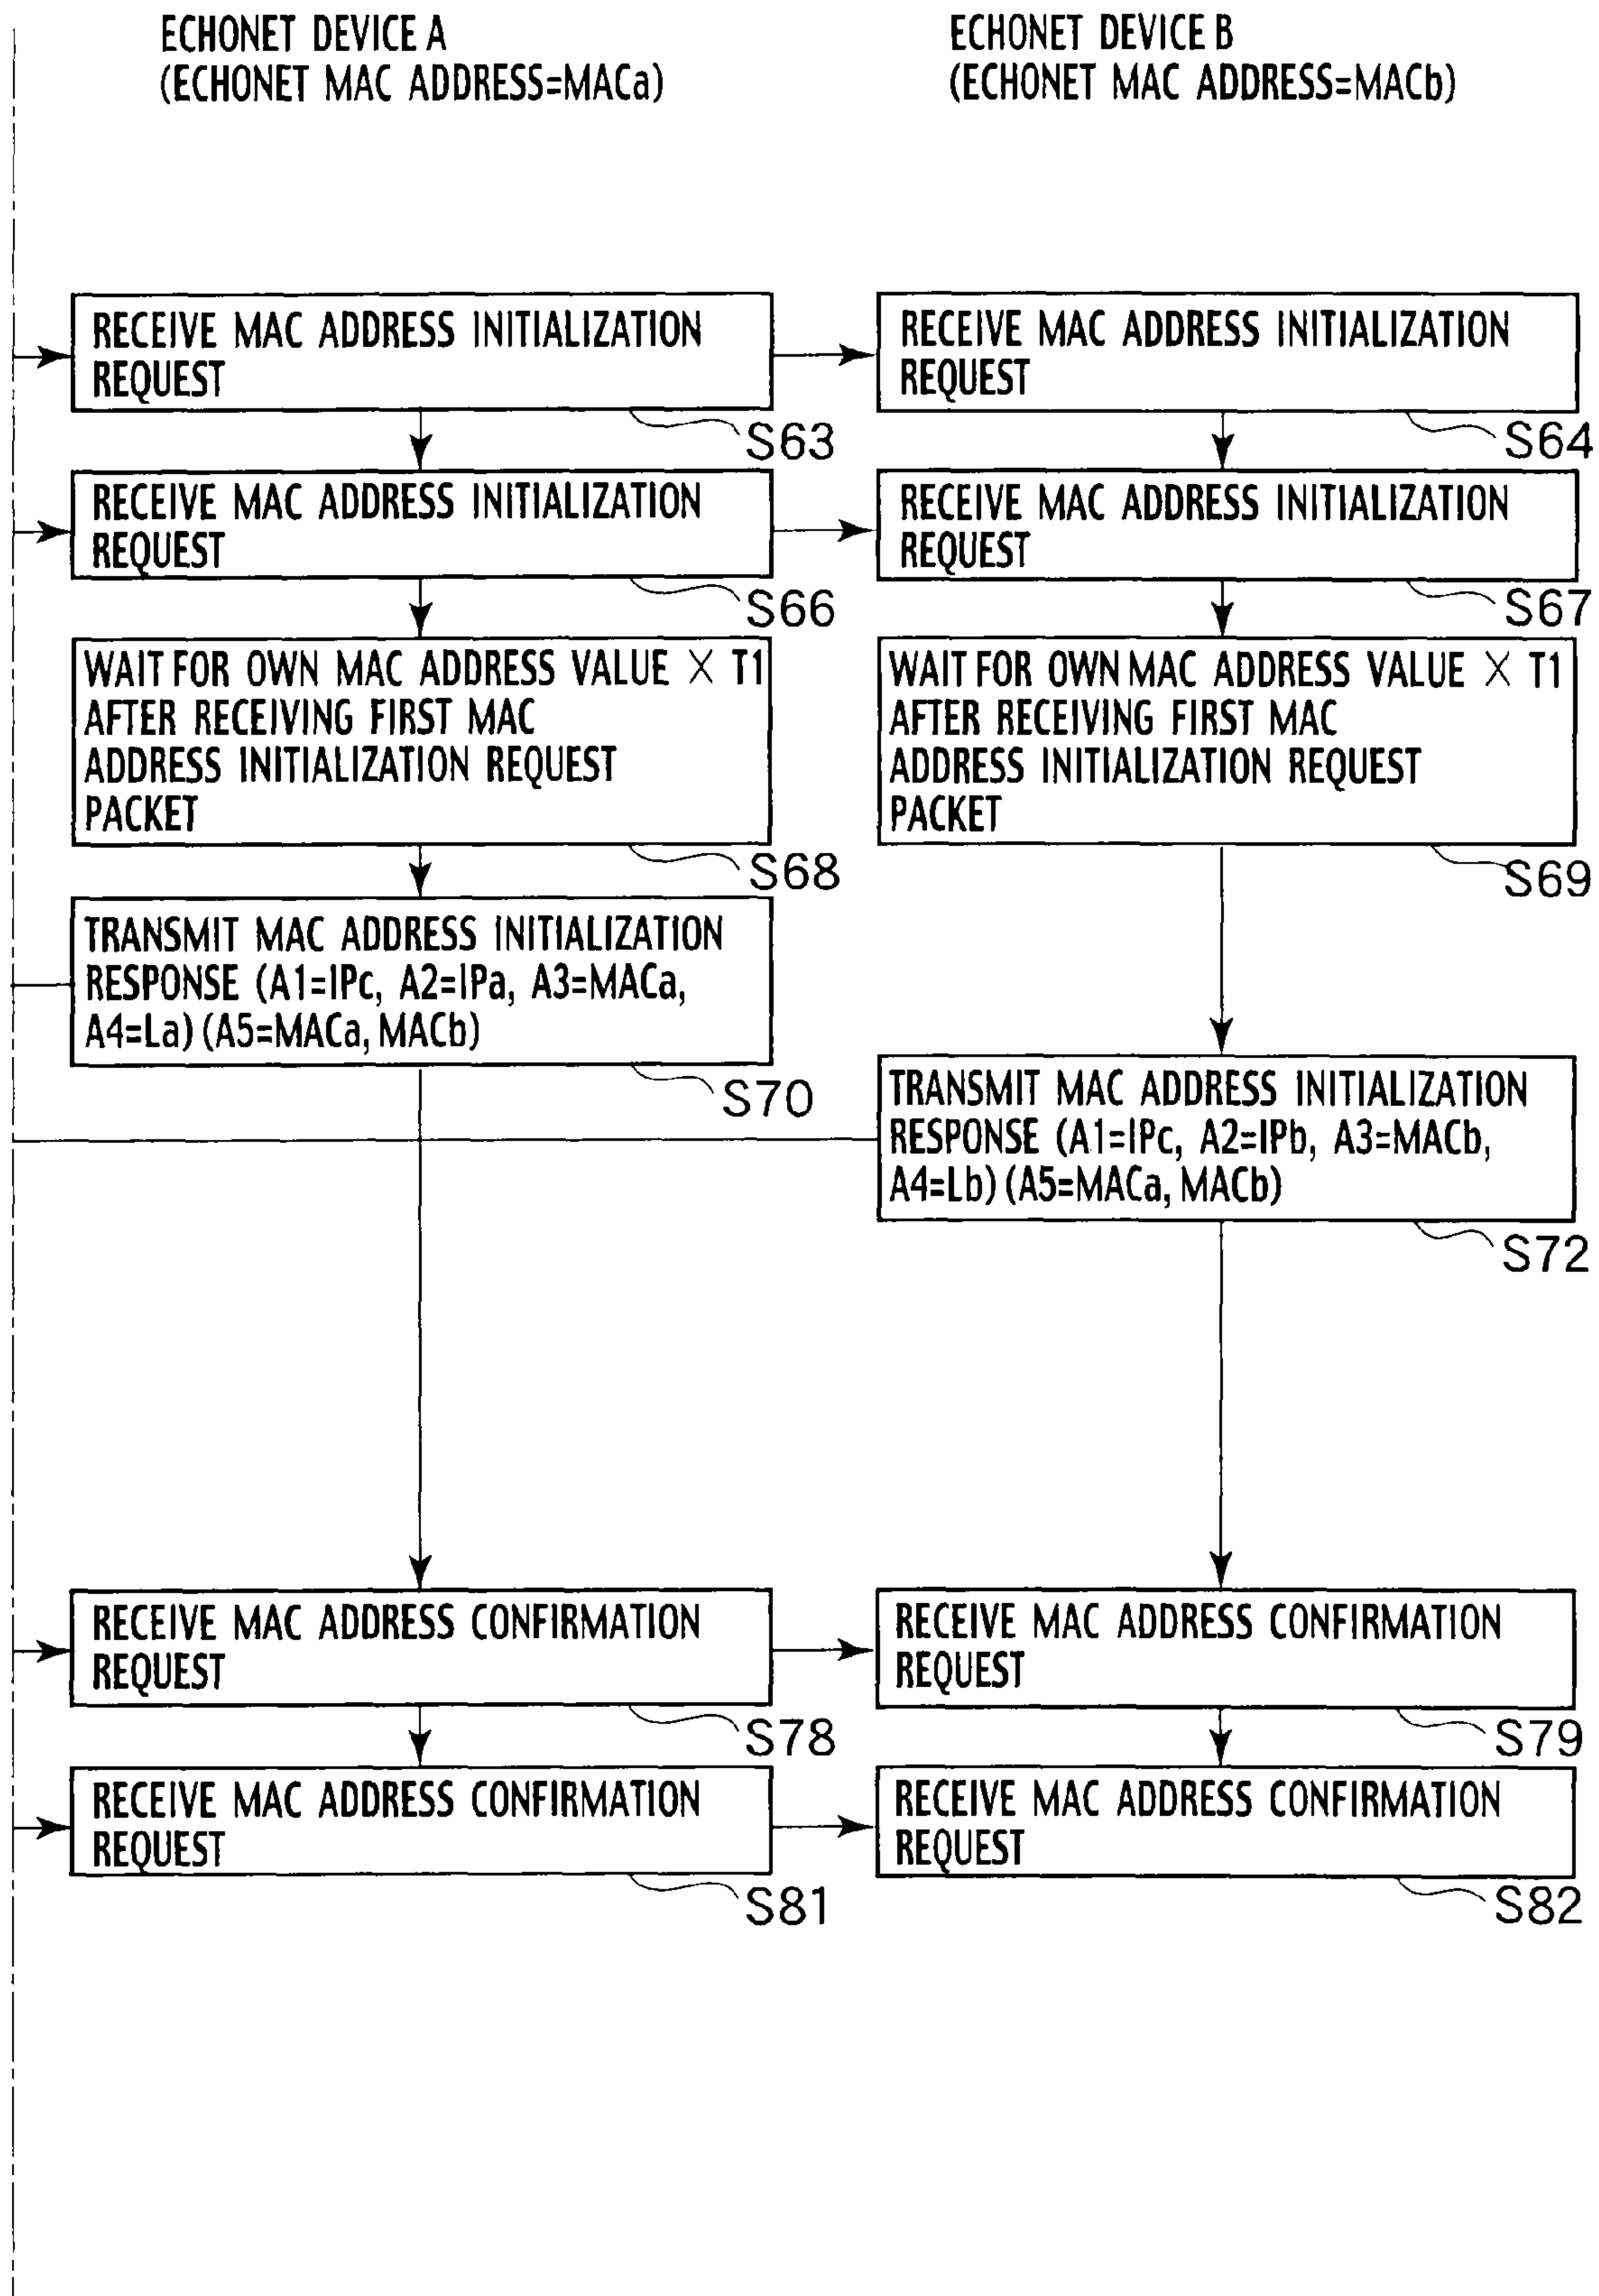 ECHONET DEVICE A
(ECHONET MAC ADDRESS=MACa)
ECHONET DEVICE B
(ECHONET MAC ADDRESS=MACb)
RECEIVE MAC ADDRESS INITIALIZATION
REQUEST
S63
RECEIVE MAC ADDRESS INITIALIZATION
REQUEST
S64
RECEIVE MAC ADDRESS INITIALIZATION
REQUEST
S66
RECEIVE MAC ADDRESS INITIALIZATION
REQUEST
S67
WAIT FOR OWN MAC ADDRESS VALUE × T1
AFTER RECEIVING FIRST MAC
ADDRESS INITIALIZATION REQUEST
PACKET
S68
WAIT FOR OWN MAC ADDRESS VALUE × T1
AFTER RECEIVING FIRST MAC
ADDRESS INITIALIZATION REQUEST
PACKET
S69
TRANSMIT MAC ADDRESS INITIALIZATION
RESPONSE (A1=IPc, A2=IPa, A3=MACa,
A4=La) (A5=MACa, MACb)
S70
TRANSMIT MAC ADDRESS INITIALIZATION
RESPONSE (A1=IPc, A2=IPb, A3=MACb,
A4=Lb) (A5=MACa, MACb)
S72
RECEIVE MAC ADDRESS CONFIRMATION
REQUEST
S78
RECEIVE MAC ADDRESS CONFIRMATION
REQUEST
S79
RECEIVE MAC ADDRESS CONFIRMATION
REQUEST
S81
RECEIVE MAC ADDRESS CONFIRMATION
REQUEST
S82